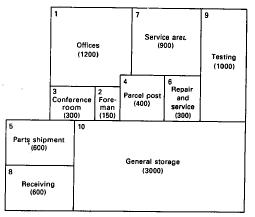 1
Offices
(1200)
7
Service area
(900)
9
Testing
(1000)
3
Conference
room
(300)
2
Fore-
man
(150)
4
Parcel post
(400)
6
Repair
and
service
(300)
5
Parts shipment
(600)
10
General storage
(3000)
8
Receiving
(600)